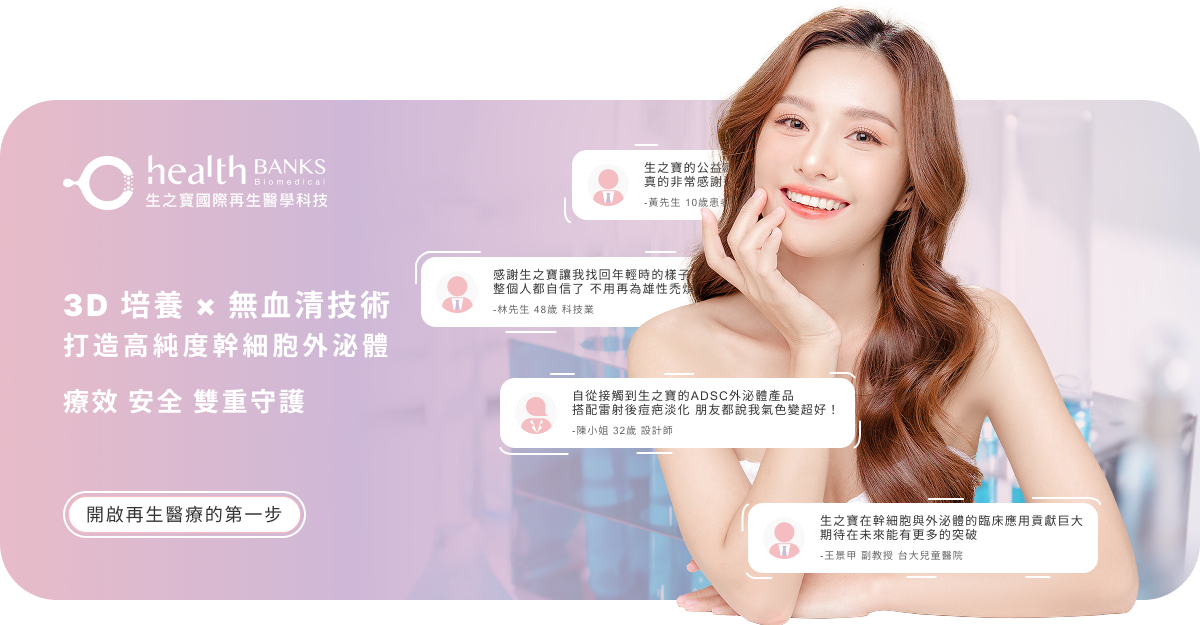 health BANKS
Biomedical
生之寶國際再生醫學科技
3D 培養 × 無血清技術
打造高純度幹細胞外泌體
療效 安全 雙重守護
開啟再生醫療的第一步
生之寶的公益
真的非常感謝
-黃先生 10歲患
感謝生之寶讓我找回年輕時的樣子
整個人都自信了 不用再為雄性禿
-林先生 48歲 科技業
自從接觸到生之寶的ADSC外泌體產品
搭配雷射後痘疤淡化 朋友都說我氣色變超好！
-陳小姐 32歲 設計師
生之寶在幹細胞與外泌體的臨床應用貢獻巨大
期待在未來能有更多的突破
-王景甲 副教授 台大兒童醫院